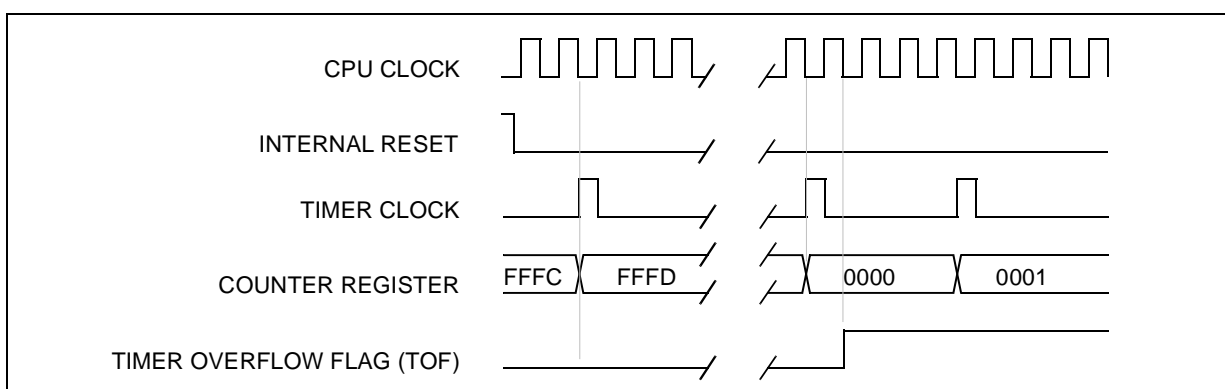 CPU CLOCK
INTERNAL RESET
TIMER CLOCK
COUNTER REGISTER FFFC FFFD 0000 0001
TIMER OVERFLOW FLAG (TOF)